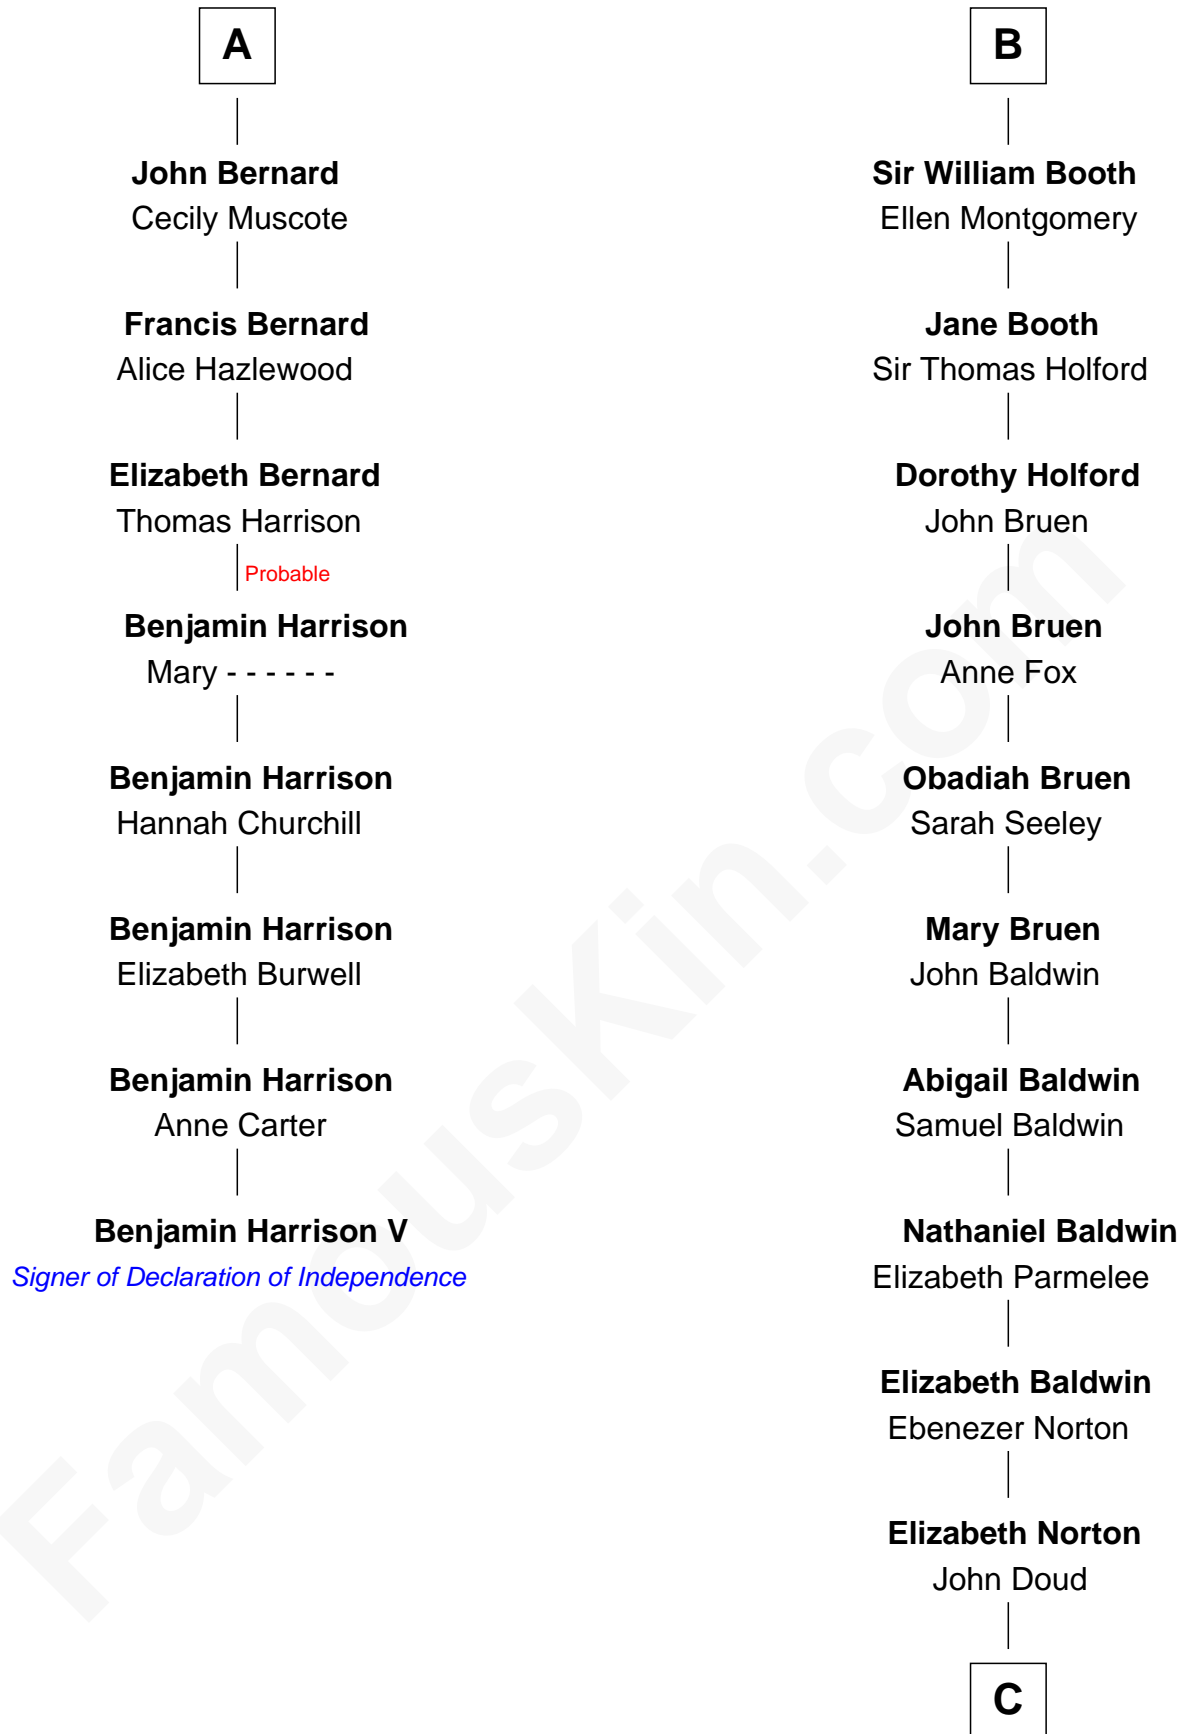 A
John Bernard
Cecily Muscote
Francis Bernard
Alice Hazlewood
Elizabeth Bernard
Thomas Harrison
Probable
Benjamin Harrison
Mary - - - - - -
Benjamin Harrison
Hannah Churchill
Benjamin Harrison
Elizabeth Burwell
Benjamin Harrison
Anne Carter
Benjamin Harrison V
Signer of Declaration of Independence
B
Sir William Booth
Ellen Montgomery
Jane Booth
Sir Thomas Holford
Dorothy Holford
John Bruen
John Bruen
Anne Fox
Obadiah Bruen
Sarah Seeley
Mary Bruen
John Baldwin
Abigail Baldwin
Samuel Baldwin
Nathaniel Baldwin
Elizabeth Parmelee
Elizabeth Baldwin
Ebenezer Norton
Elizabeth Norton
John Doud
C
FamousKin.com